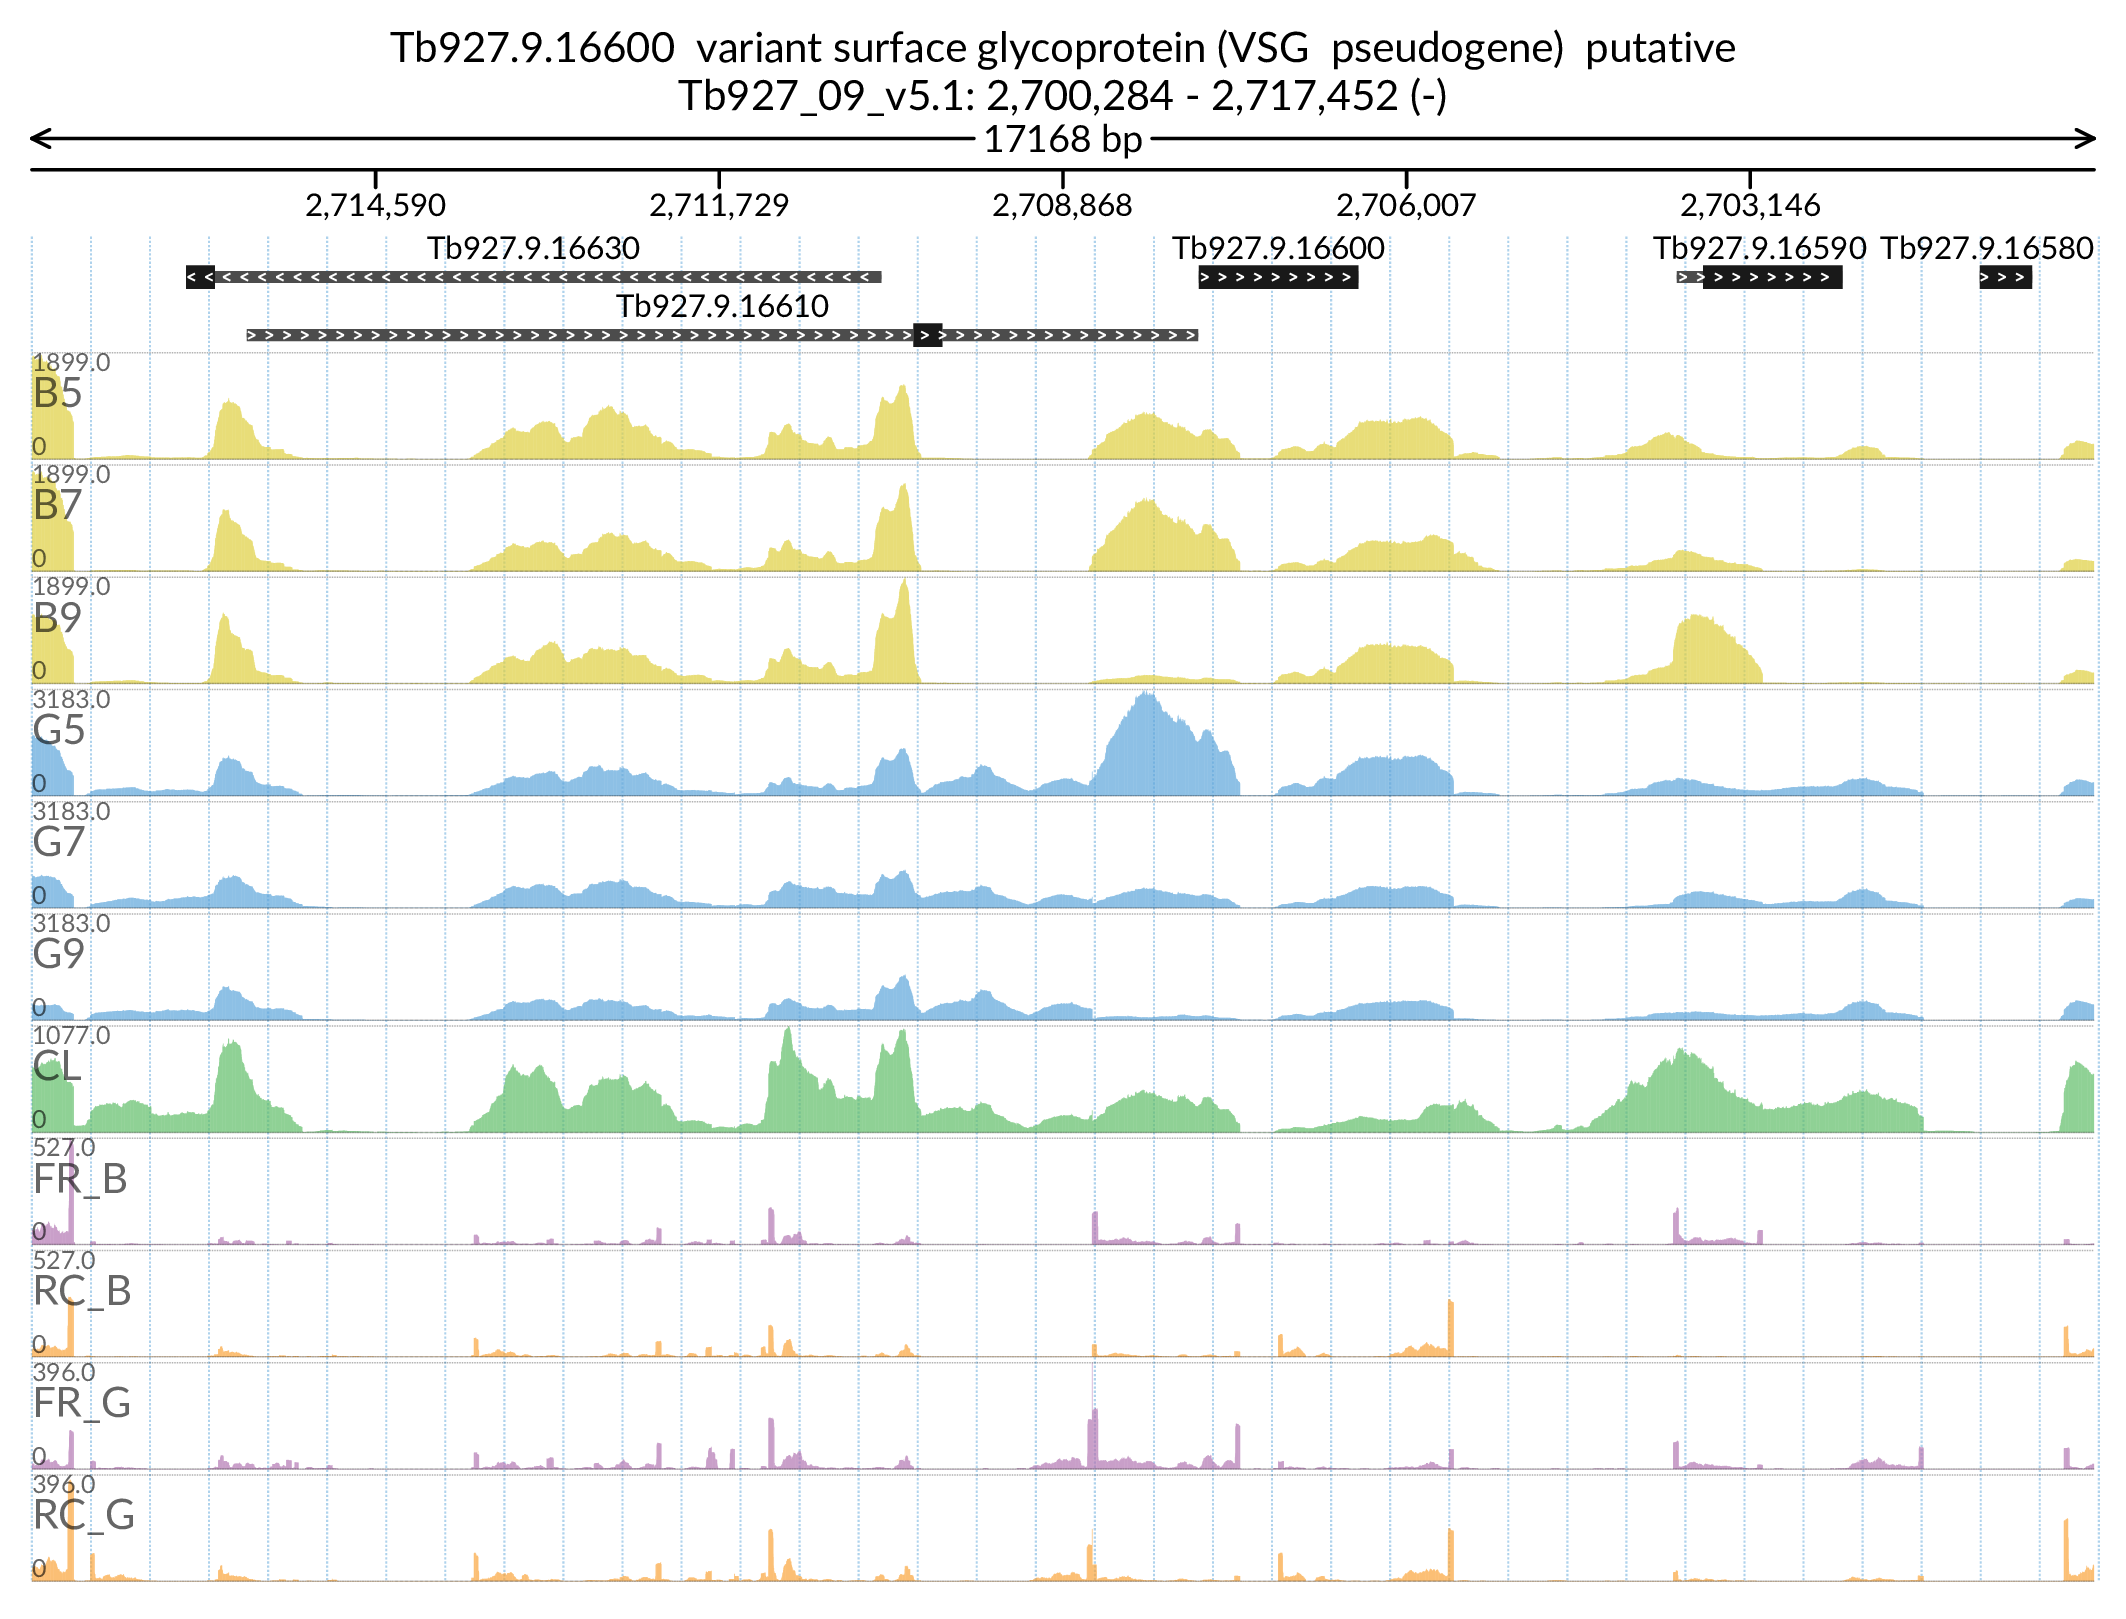 Tb927.9.16600  variant surface glycoprotein (VSG  pseudogene)  putative
Tb927_09_v5.1: 2,700,284 - 2,717,452 (-)
17168 bp
2,714,590 2,711,729 2,708,868 2,706,007 2,703,146
Tb927.9.16630 Tb927.9.16600 Tb927.9.16590 Tb927.9.16580
Tb927.9.16610
1899.0
B5
0
1899.0
B7
0
1899.0
B9
0
3183.0
G5
0
3183.0
G7
0
3183.0
G9
0
1077.0
CL
0
527.0
FR_B
0
527.0
RC_B
0
396.0
FR_G
0
396.0
RC_G
0